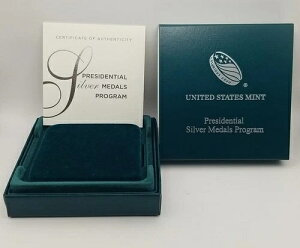 CERTIFICATE OF AUTHENTICITY
PRESIDENTIAL
Silver MEDALS
PROGRAM
UNITED STATES MINT
Presidential
Silver Medals Program